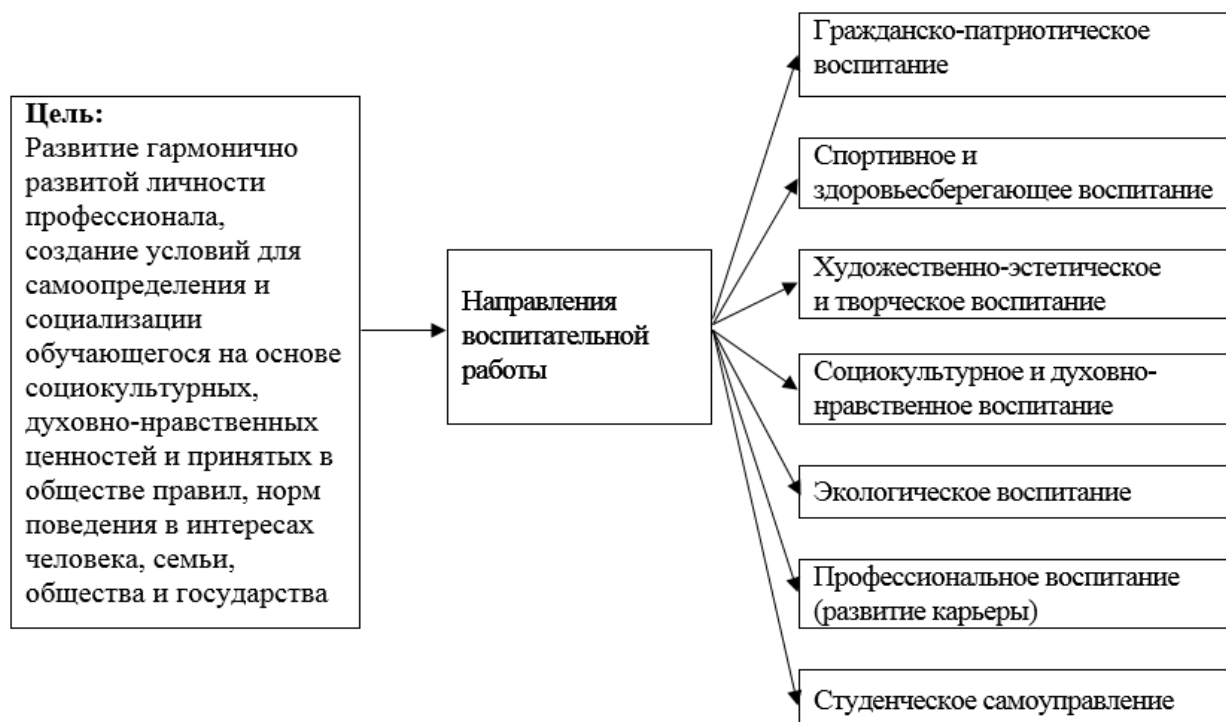 Цель:
Развитие гармонично
развитой личности
профессионала,
создание условий для
самоопределения и
социализации
обучающегося на основе
социокультурных,
духовно-нравственных
ценностей и принятых в
обществе правил, норм
поведения в интересах
человека, семьи,
общества и государства
Направления
воспитательной
работы
Гражданско-патриотическое
воспитание
Спортивное и
здоровьесберегающее воспитание
Художественно-эстетическое
и творческое воспитание
Социокультурное и духовно-
нравственное воспитание
Экологическое воспитание
Профессиональное воспитание
(развитие карьеры)
Студенческое самоуправление